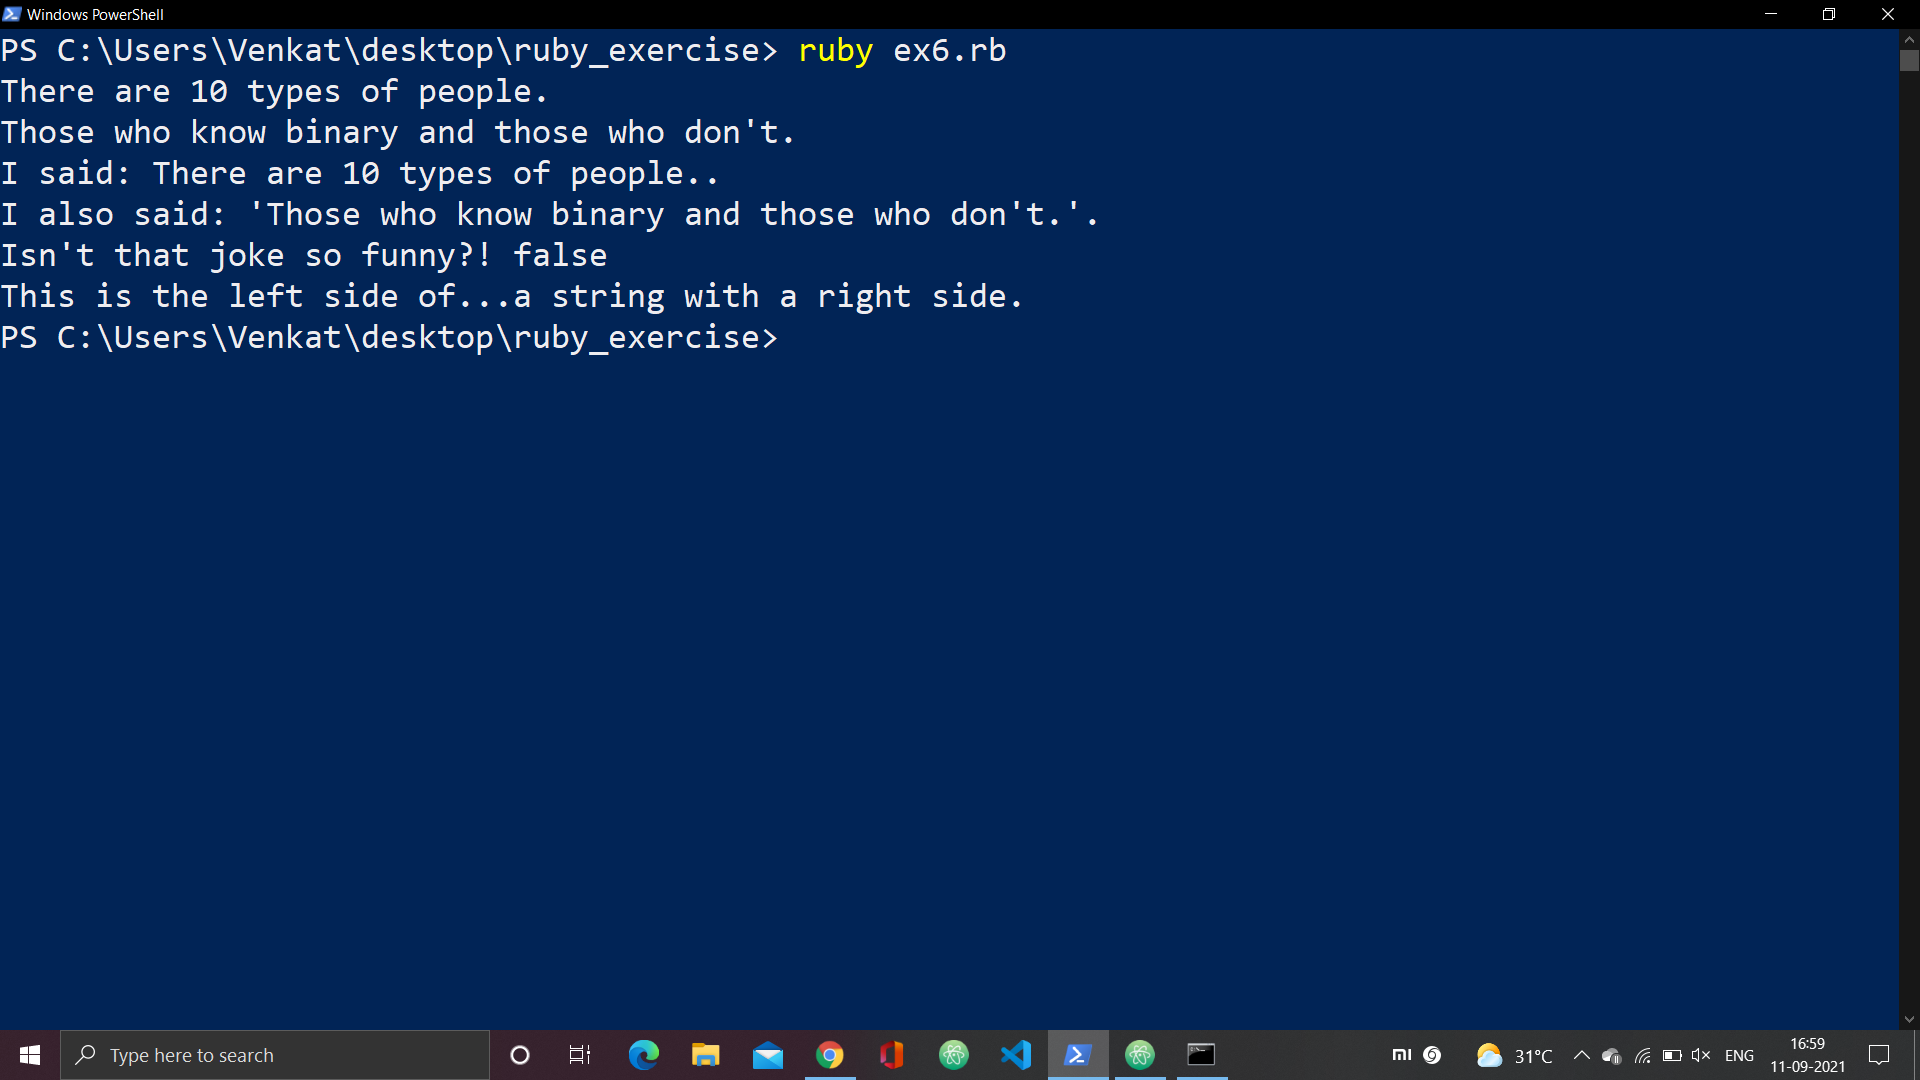 Windows PowerShell
PS C:\Users\Venkat\desktop\ruby_exercise> ruby ex6.rb
There are 10 types of people.
Those who know binary and those who don't.
I said: There are 10 types of people..
I also said: 'Those who know binary and those who don't.'.
Isn't that joke so funny?! false
This is the left side of...a string with a right side.
PS C:\Users\Venkat\desktop\ruby_exercise>
Type here to search
31°C
ENG
16:59
11-09-2021